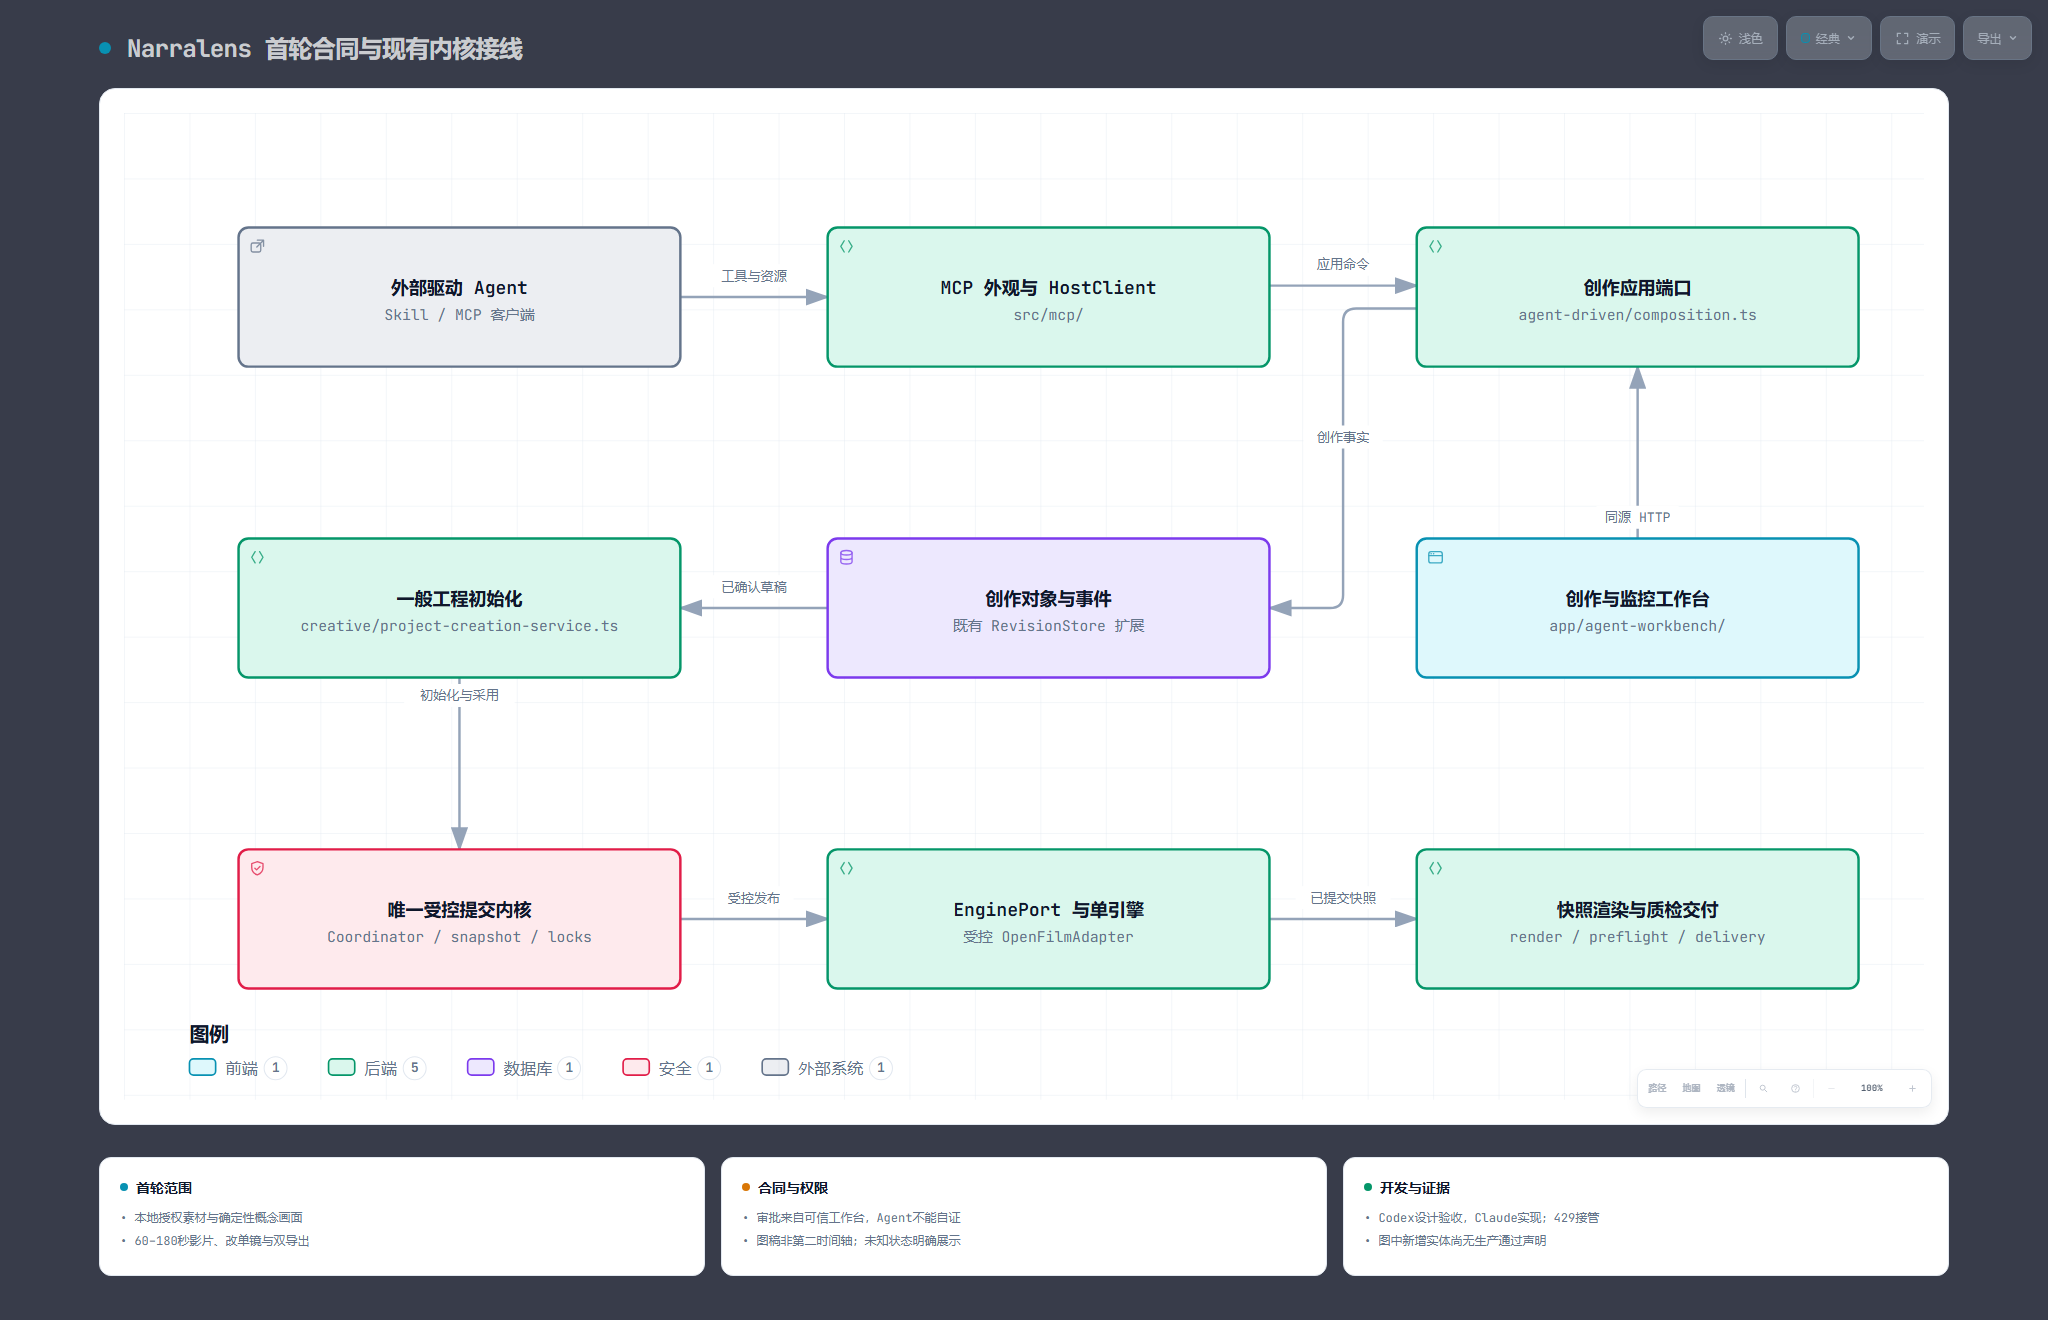 Narralens 首轮合同与现有内核接线
浅色
经典
演示
导出
外部驱动 Agent
Skill / MCP 客户端
工具与资源
MCP 外观与 HostClient
src/mcp/
应用命令
创作应用端口
agent-driven/composition.ts
创作事实
同源 HTTP
一般工程初始化
creative/project-creation-service.ts
已确认草稿
创作对象与事件
既有 RevisionStore 扩展
创作与监控工作台
app/agent-workbench/
初始化与采用
唯一受控提交内核
Coordinator / snapshot / locks
受控发布
EnginePort 与单引擎
受控 OpenFilmAdapter
已提交快照
快照渲染与质检交付
render / preflight / delivery
图例
前端 1
后端 5
数据库 1
安全 1
外部系统 1
路径 地图 透镜 100%
首轮范围
• 本地授权素材与确定性概念画面
• 60-180秒影片、改单镜与双导出
合同与权限
• 审批来自可信工作台，Agent不能自证
• 图稿非第二时间轴；未知状态明确展示
开发与证据
• Codex设计验收，Claude实现；429接管
• 图中新增实体尚无生产通过声明